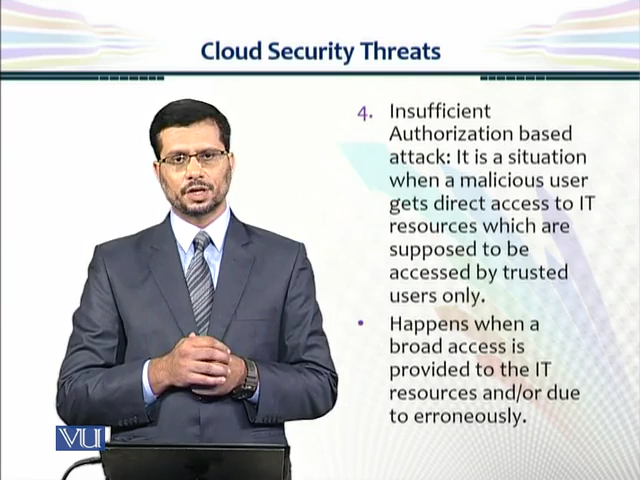 Cloud Security Threats
4. Insufficient
Authorization based
attack: It is a situation
when a malicious user
gets direct access to IT
resources which are
supposed to be
accessed by trusted
users only.
• Happens when a
broad access is
provided to the IT
resources and/or due
to erroneously.
VU